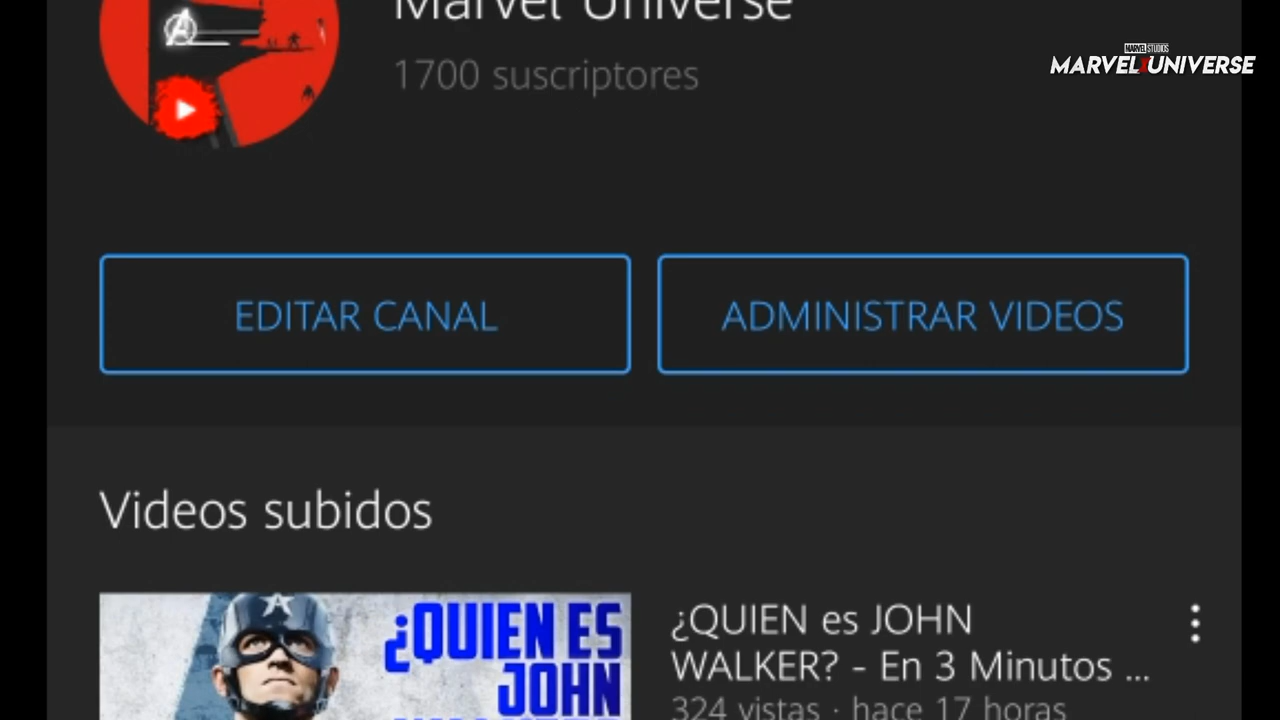 Marvel Universe
1700 suscriptores
MARVEL STUDIOS
MARVEL UNIVERSE
EDITAR CANAL
ADMINISTRAR VIDEOS
Videos subidos
¿QUIEN ES
JOHN
¿QUIEN es JOHN
WALKER? - En 3 Minutos ...
324 vistas · hace 17 horas